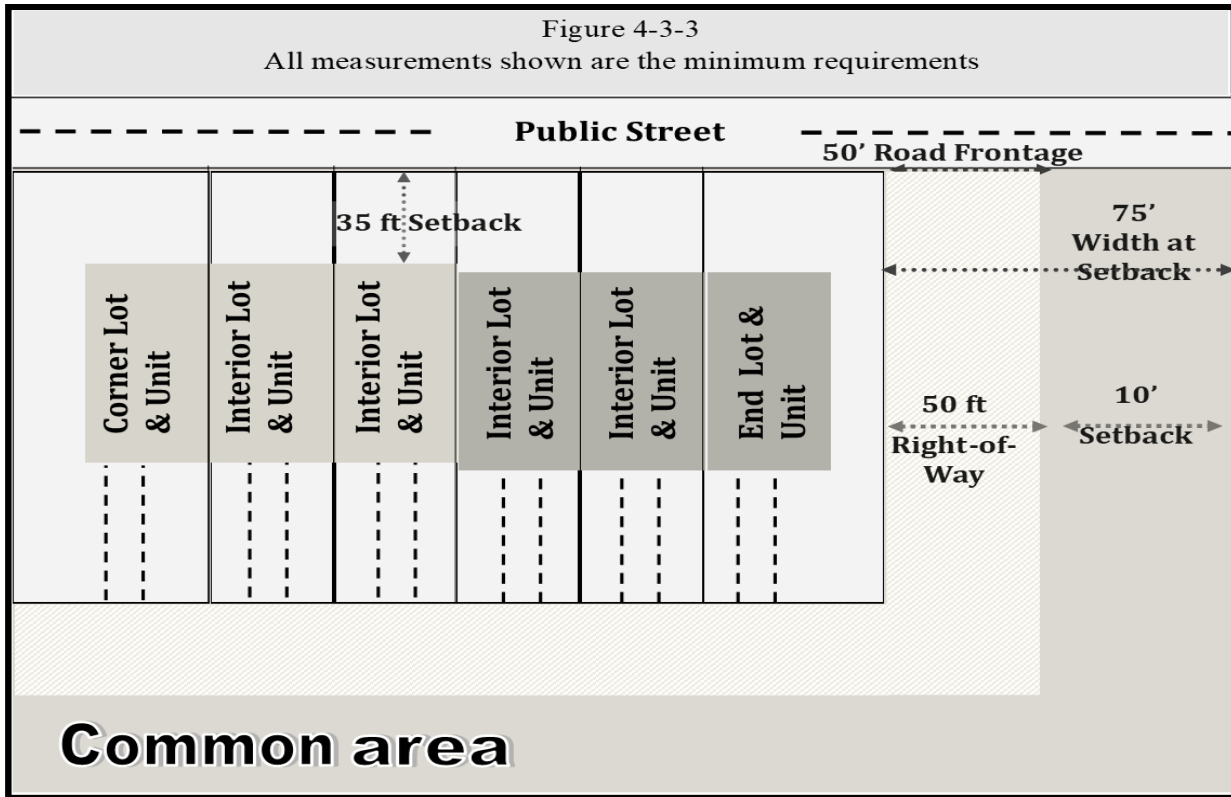 Figure 4-3-3
All measurements shown are the minimum requirements
Public Street
50’ Road Frontage
35 ft Setback
75’
Width at
Setback
Corner Lot
& Unit
Interior Lot
& Unit
Interior Lot
& Unit
Interior Lot
& Unit
Interior Lot
& Unit
End Lot &
Unit
50 ft
Right-of-
Way
10’
Setback
Common area